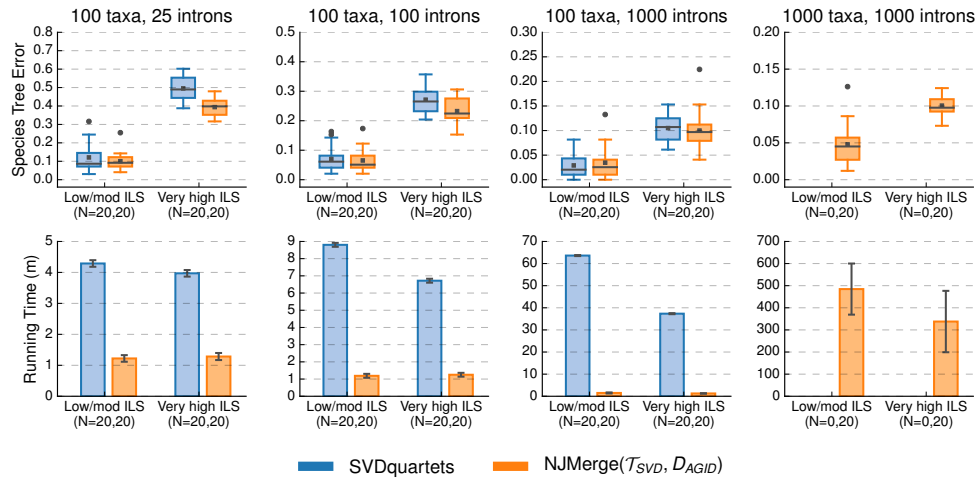 100 taxa, 25 introns
100 taxa, 100 introns
100 taxa, 1000 introns
1000 taxa, 1000 introns
Species Tree Error
0.8
0.7
0.6
0.5
0.4
0.3
0.2
0.1
0.0
Low/mod ILS
(N=20,20)
Very high ILS
(N=20,20)
0.5
0.4
0.3
0.2
0.1
0.0
Low/mod ILS
(N=20,20)
Very high ILS
(N=20,20)
0.30
0.25
0.20
0.15
0.10
0.05
0.00
Low/mod ILS
(N=20,20)
Very high ILS
(N=20,20)
0.20
0.15
0.10
0.05
0.00
Low/mod ILS
(N=0,20)
Very high ILS
(N=0,20)
Running Time (m)
5
4
3
2
1
0
Low/mod ILS
(N=20,20)
Very high ILS
(N=20,20)
9
8
7
6
5
4
3
2
1
0
Low/mod ILS
(N=20,20)
Very high ILS
(N=20,20)
70
60
50
40
30
20
10
0
Low/mod ILS
(N=20,20)
Very high ILS
(N=20,20)
700
600
500
400
300
200
100
0
Low/mod ILS
(N=0,20)
Very high ILS
(N=0,20)
SVDquartets
NJMerge(T_SVD, D_AGID)